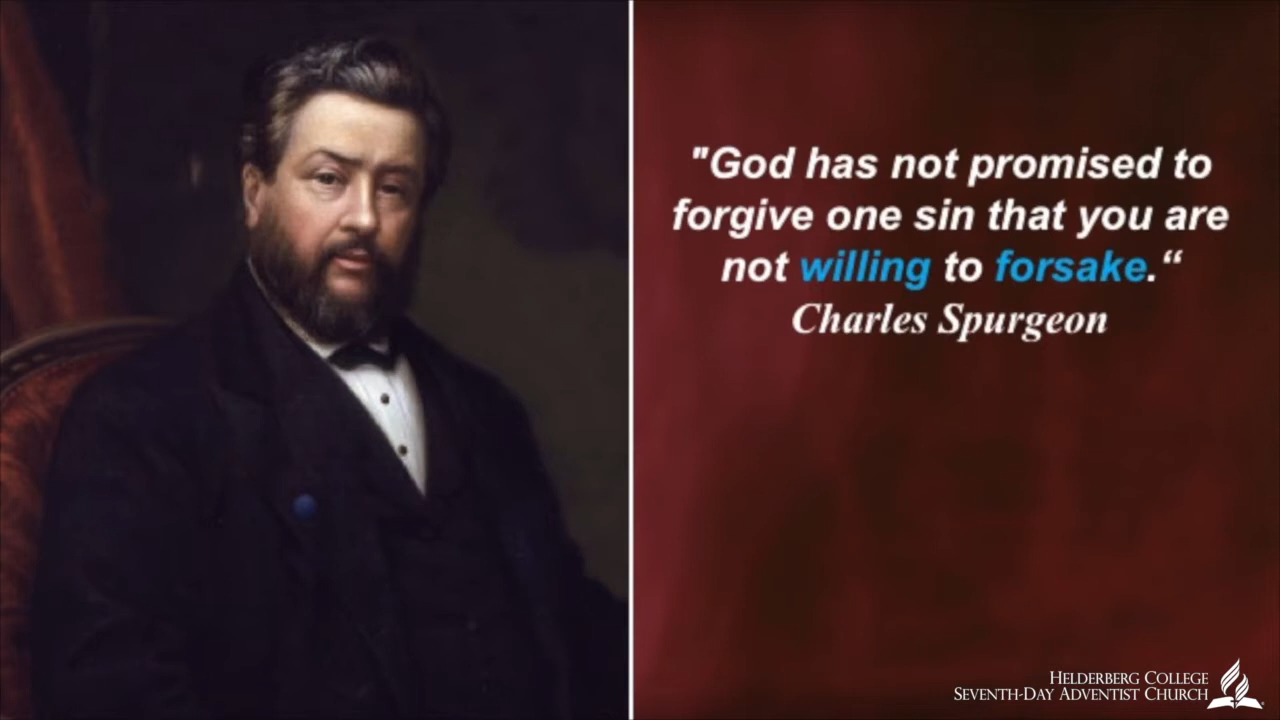 "God has not promised to
forgive one sin that you are
not willing to forsake.“
Charles Spurgeon
HELDERBERG COLLEGE
SEVENTH-DAY ADVENTIST CHURCH